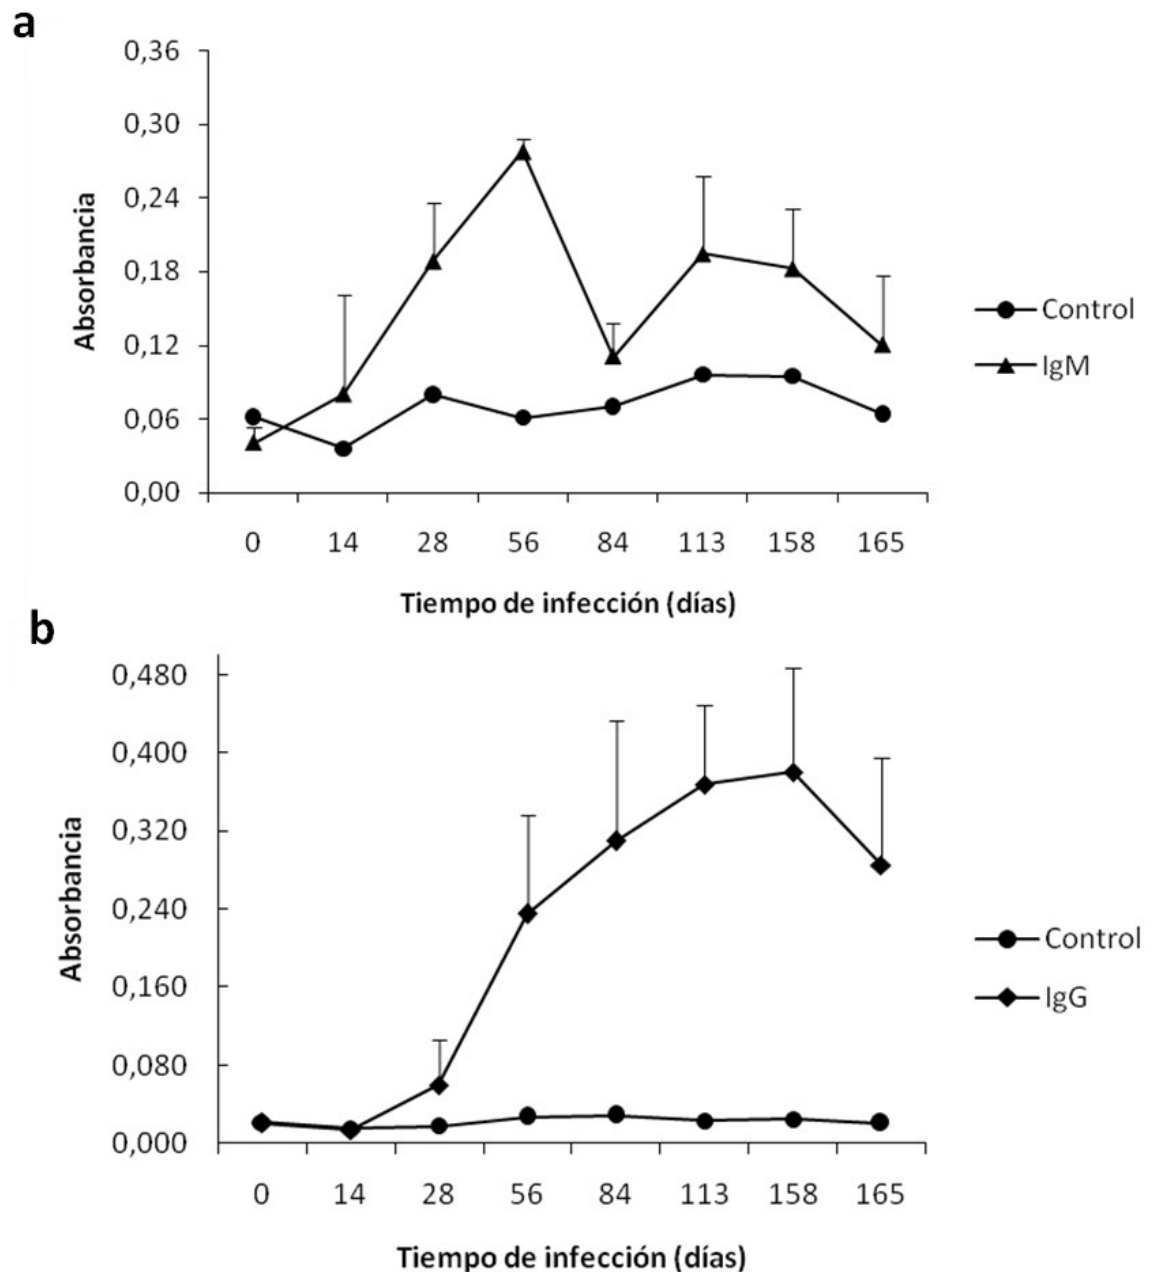 a
0,36
0,30
0,24
0,18
0,12
0,06
0,00
Absorbancia
0 14 28 56 84 113 158 165
Tiempo de infección (días)
Control
IgM
b
0,480
0,400
0,320
0,240
0,160
0,080
0,000
Absorbancia
0 14 28 56 84 113 158 165
Tiempo de infección (días)
Control
IgG